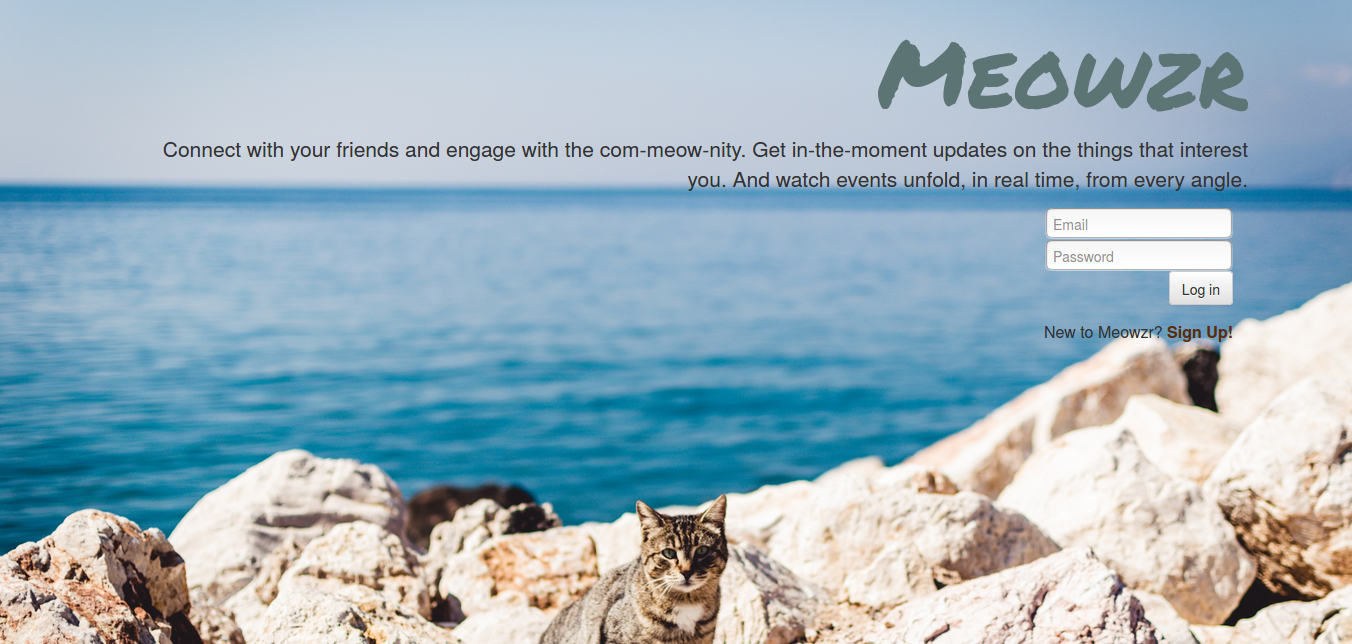 Meowzr
Connect with your friends and engage with the com-meow-nity. Get in-the-moment updates on the things that interest
you. And watch events unfold, in real time, from every angle.
Email
Password
Log in
New to Meowzr? Sign Up!